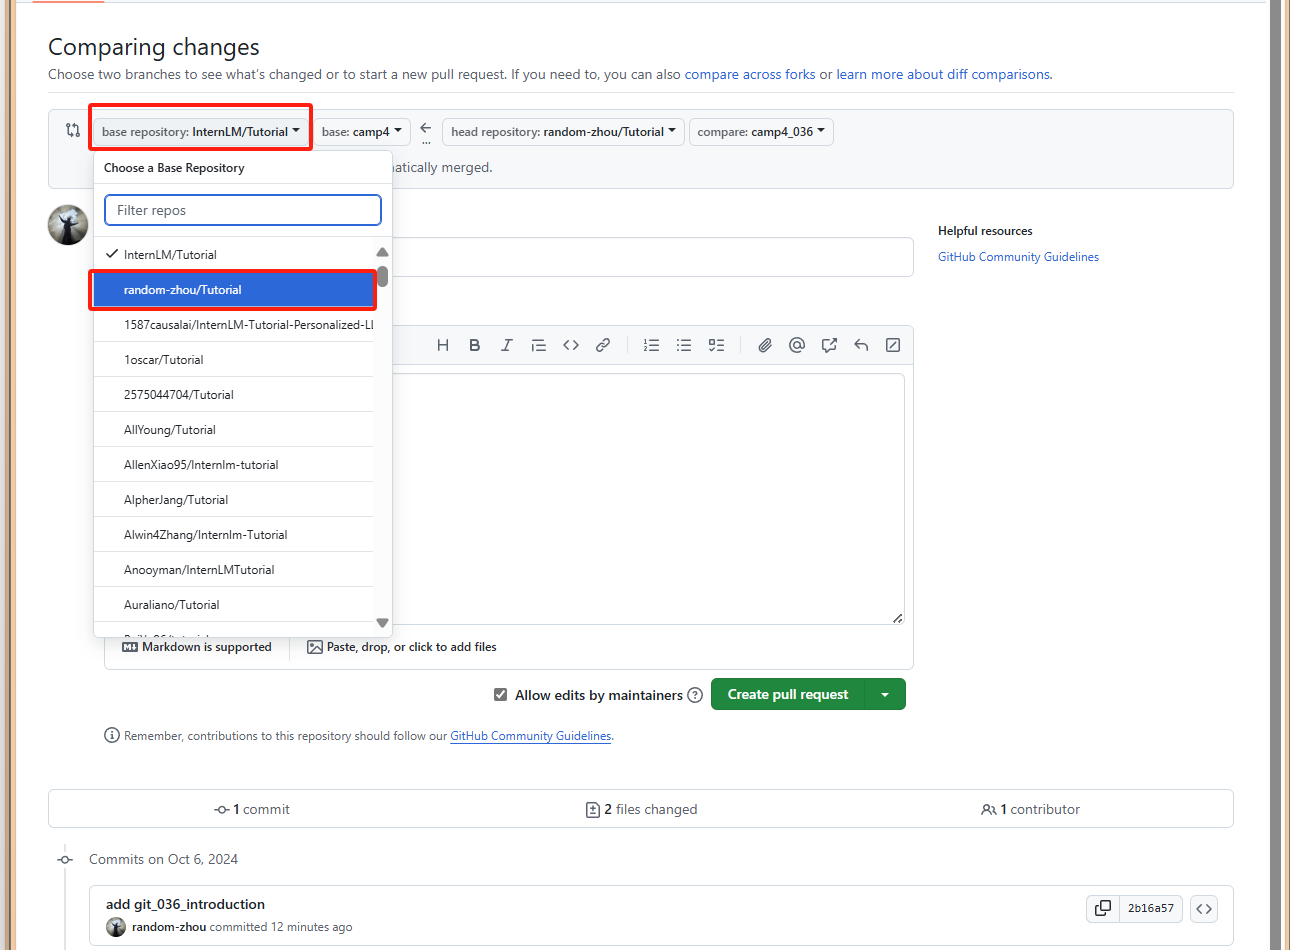 Comparing changes
Choose two branches to see what's changed or to start a new pull request. If you need to, you can also compare across forks or learn more about diff comparisons.
base repository: InternLM/Tutorial base: camp4 ... head repository: random-zhou/Tutorial compare: camp4_036
Choose a Base Repository
merged.
Filter repos
InternLM/Tutorial
random-zhou/Tutorial
1587causalai/InternLM-Tutorial-Personalized-LL
1oscar/Tutorial
2575044704/Tutorial
AllYoung/Tutorial
AllenXiao95/Internlm-tutorial
AlpherJang/Tutorial
Alwin4Zhang/Internlm-Tutorial
Anooyman/InternLMTutorial
Auraliano/Tutorial
Helpful resources
GitHub Community Guidelines
Markdown is supported
Paste, drop, or click to add files
Allow edits by maintainers
Create pull request
Remember, contributions to this repository should follow our GitHub Community Guidelines.
1 commit
2 files changed
1 contributor
Commits on Oct 6, 2024
add git_036_introduction
2b16a57
random-zhou committed 12 minutes ago